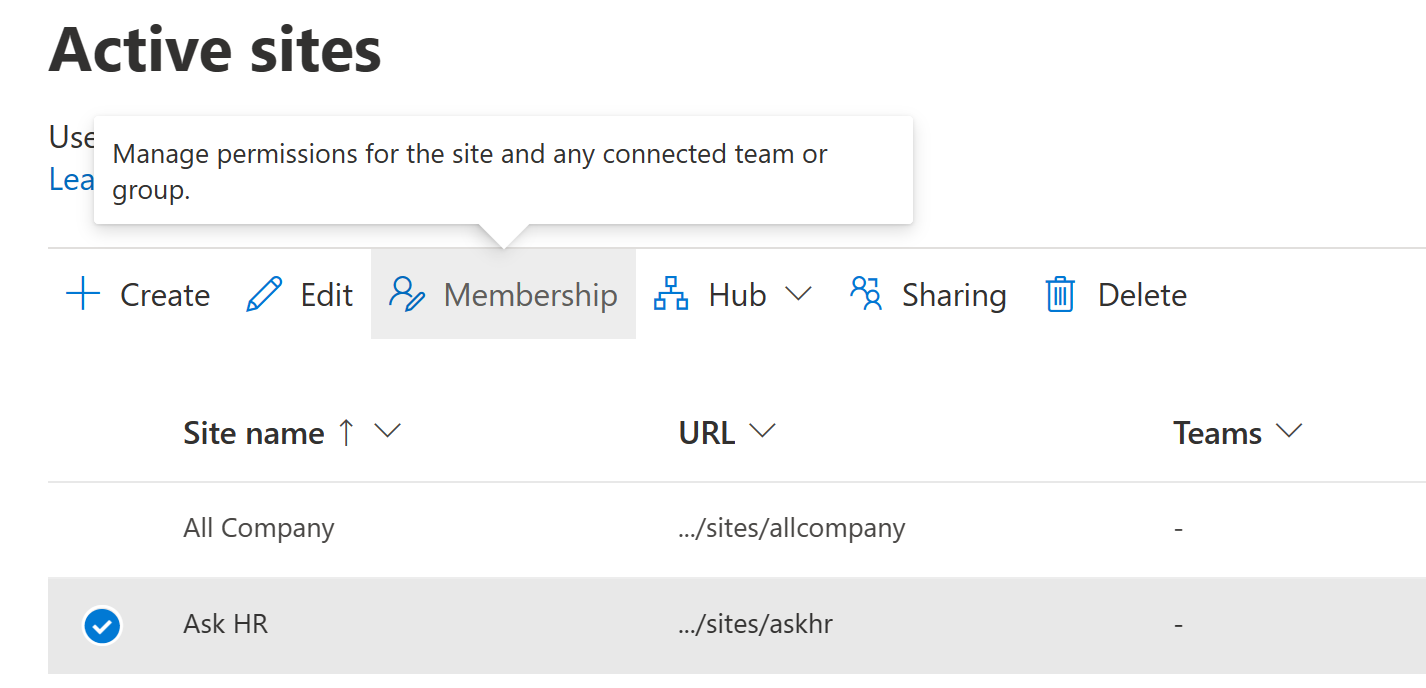 Active sites
Use
Lea
Manage permissions for the site and any connected team or
group.
Create Edit Membership Hub Sharing Delete
Site name ↑ URL Teams
All Company .../sites/allcompany -
Ask HR .../sites/askhr -